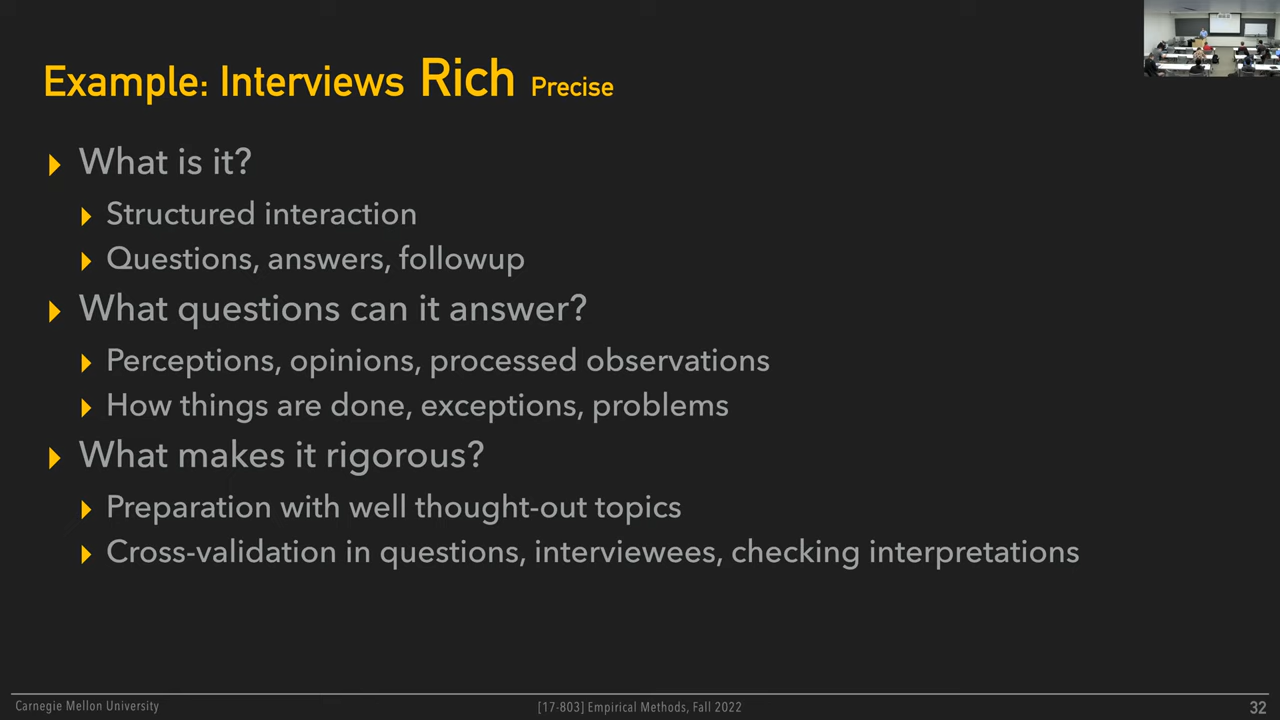 Example: Interviews Rich Precise
What is it?
Structured interaction
Questions, answers, followup
What questions can it answer?
Perceptions, opinions, processed observations
How things are done, exceptions, problems
What makes it rigorous?
Preparation with well thought-out topics
Cross-validation in questions, interviewees, checking interpretations
Carnegie Mellon University
[17-803] Empirical Methods, Fall 2022
32